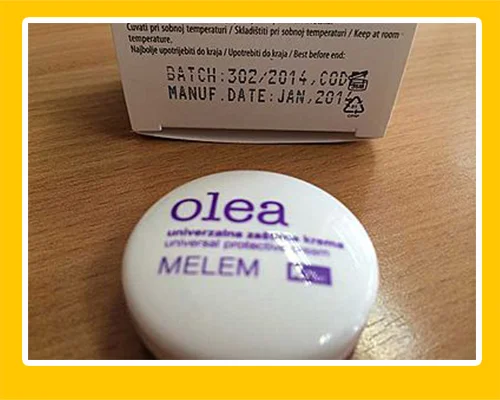 Čuvati pri sobnoj temperaturi / Skladištiti pri sobnoj temperaturi / Keep at room
temperature.
Najbolje upotrijebiti do kraja / Upotrebiti do kraja / Best before end:
BATCH:302/2014,COD
MANUF.DATE:JAN,201
olea
univerzalna zaštitna krema
universal protective cream
MELEM